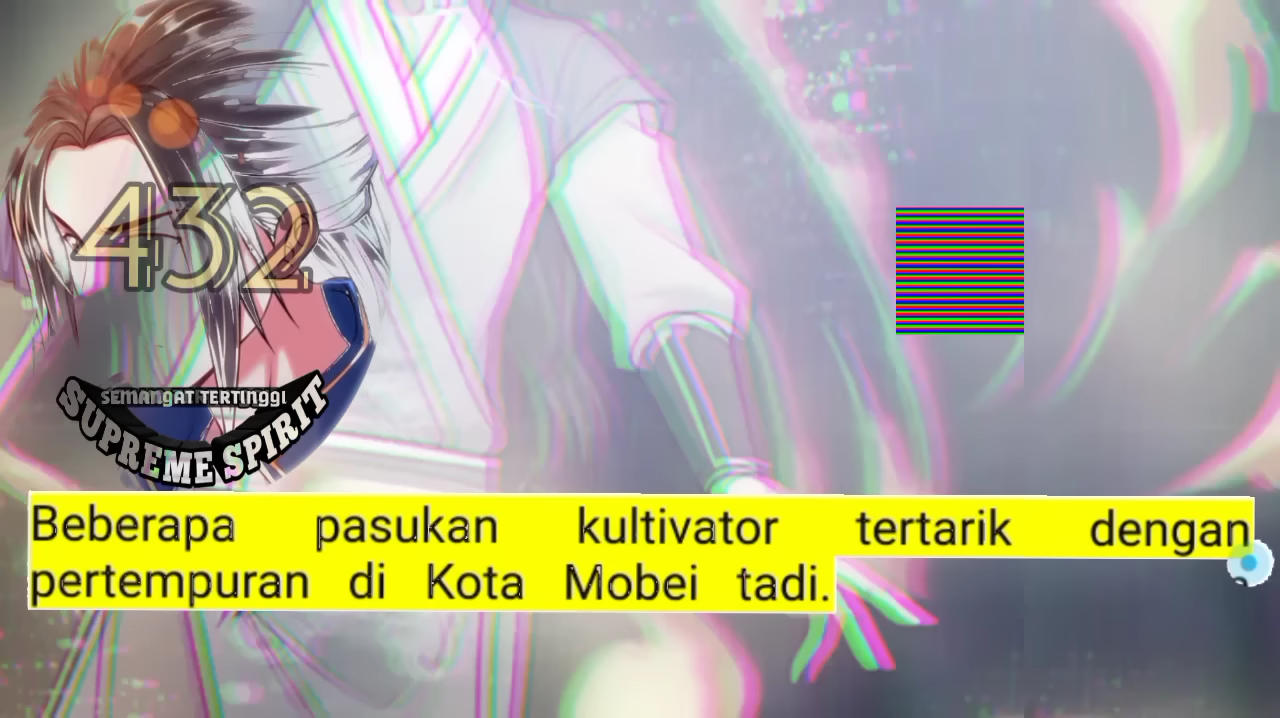 432
SEMANGAT TERTINGGI
SUPREME SPIRIT
Beberapa pasukan kultivator tertarik dengan
pertempuran di Kota Mobei tadi.